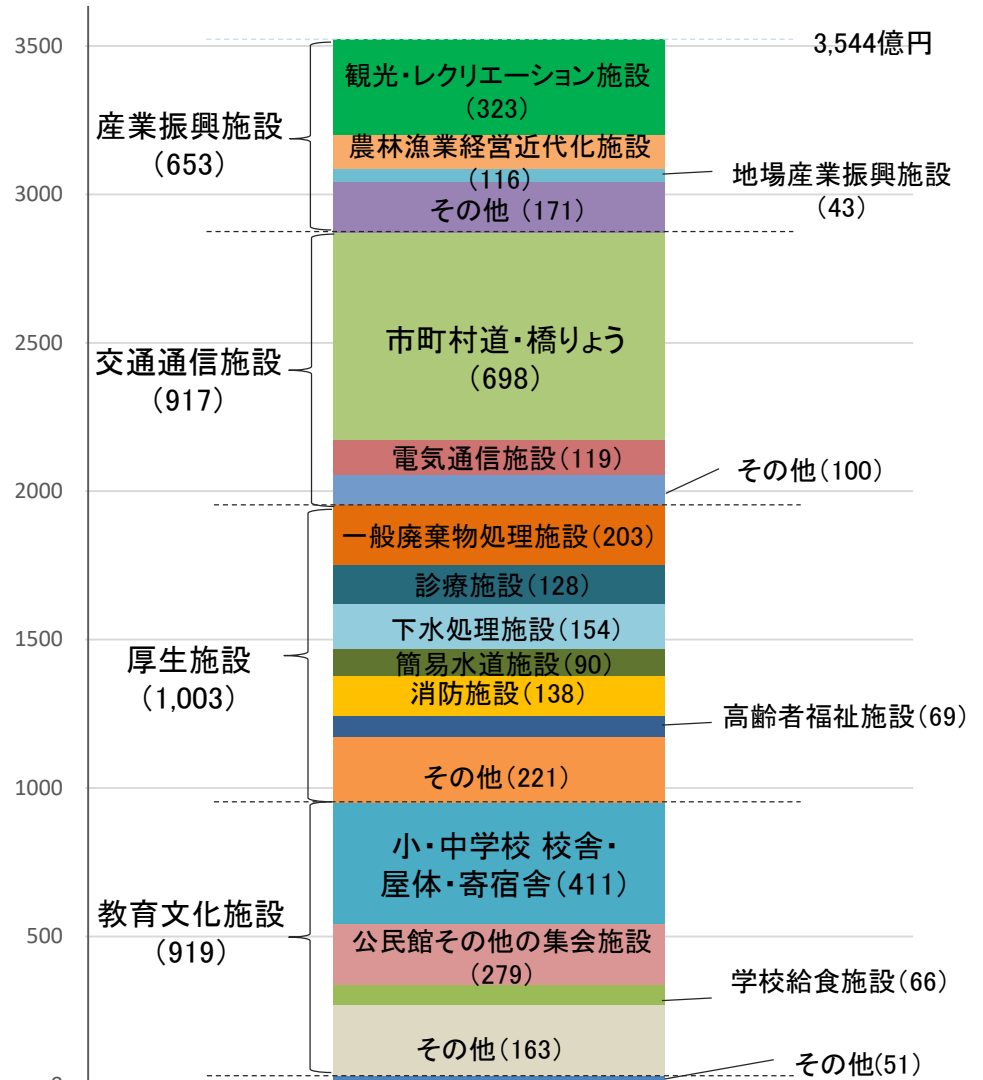 3500
3000
2500
2000
1500
1000
500
0
3,544億円
産業振興施設
(653)
観光・レクリエーション施設
(323)
農林漁業経営近代化施設
(116)
地場産業振興施設
(43)
その他 (171)
交通通信施設
(917)
市町村道・橋りょう
(698)
電気通信施設(119)
その他(100)
厚生施設
(1,003)
一般廃棄物処理施設(203)
診療施設(128)
下水処理施設(154)
簡易水道施設(90)
消防施設(138)
高齢者福祉施設(69)
その他(221)
教育文化施設
(919)
小・中学校 校舎・
屋体・寄宿舎(411)
公民館その他の集会施設
(279)
学校給食施設(66)
その他(163)
その他(51)